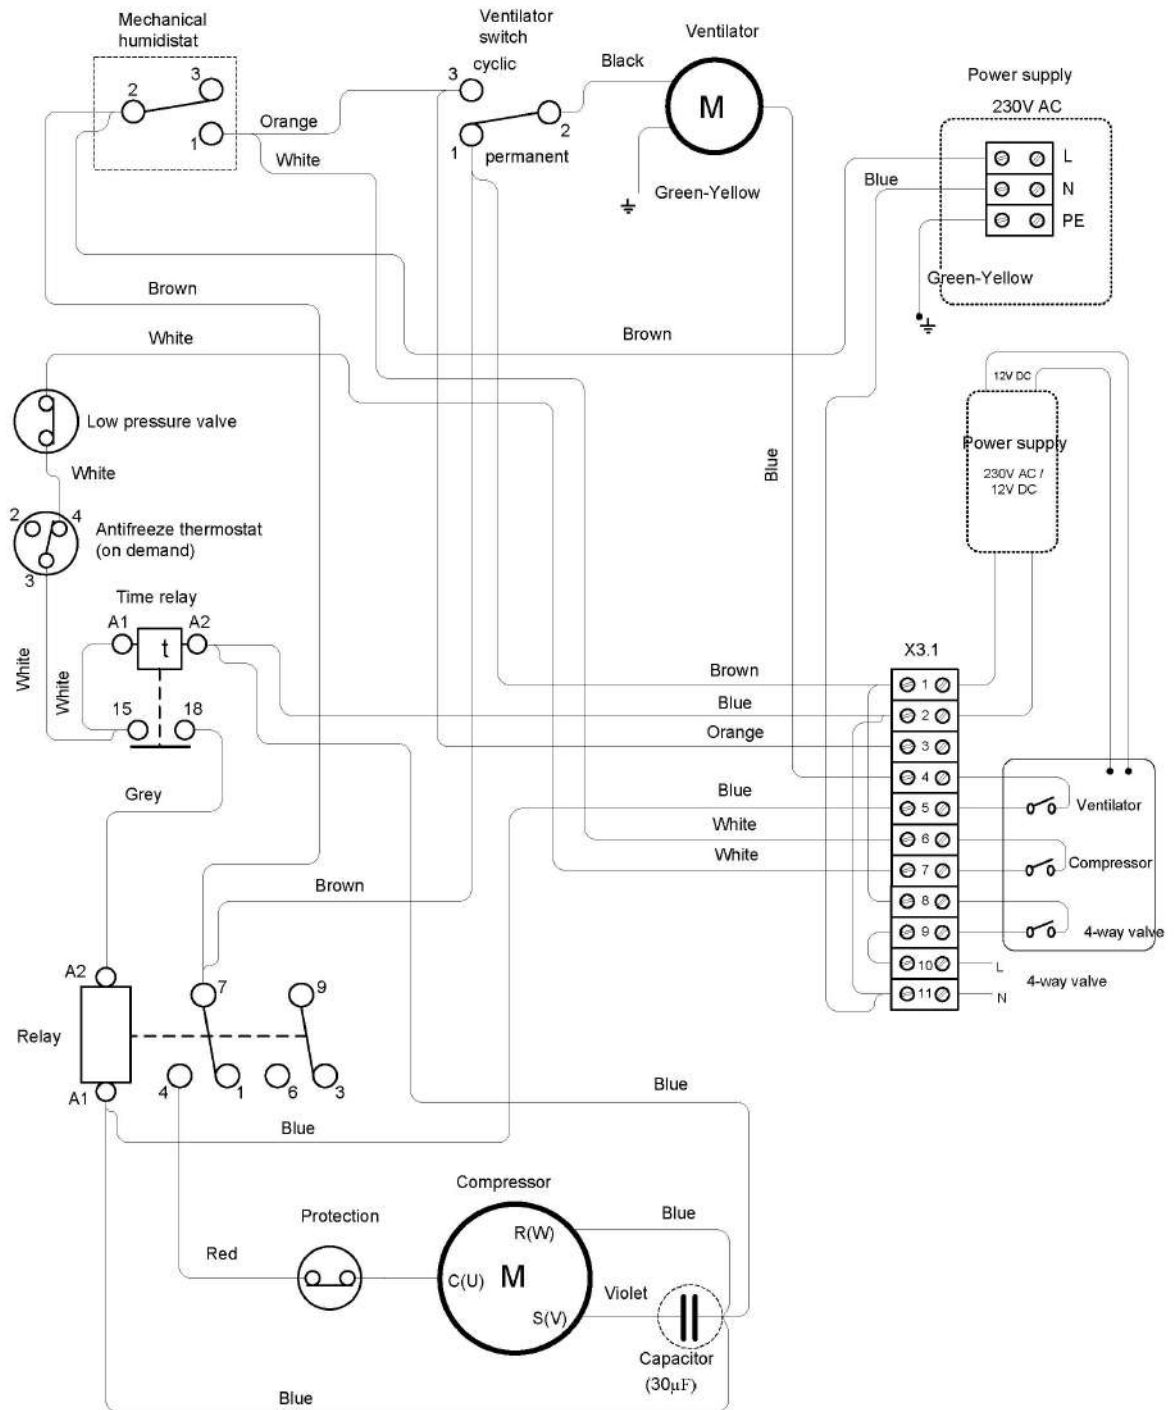 Mechanical
humidistat
Ventilator
switch
cyclic
Ventilator
Power supply
230V AC
3
2
1
Orange
White
3
2
1
permanent
Black
M
Green-Yellow
L
N
PE
Blue
Green-Yellow
Brown
White
Brown
12V DC
Low pressure valve
White
Blue
Power supply
230V AC /
12V DC
2
4
3
Antifreeze thermostat
(on demand)
Time relay
A1
A2
t
White
White
15
18
Grey
X3.1
Brown
1
Blue
2
Orange
3
4
Blue
5
Ventilator
White
6
White
7
Compressor
8
9
4-way valve
10
L
4-way valve
11
N
Brown
A2
7
9
Relay
4
1
6
3
A1
Blue
Blue
Compressor
Protection
Red
R(W)
C(U)
M
S(V)
Blue
Violet
Capacitor
(30µF)
Blue